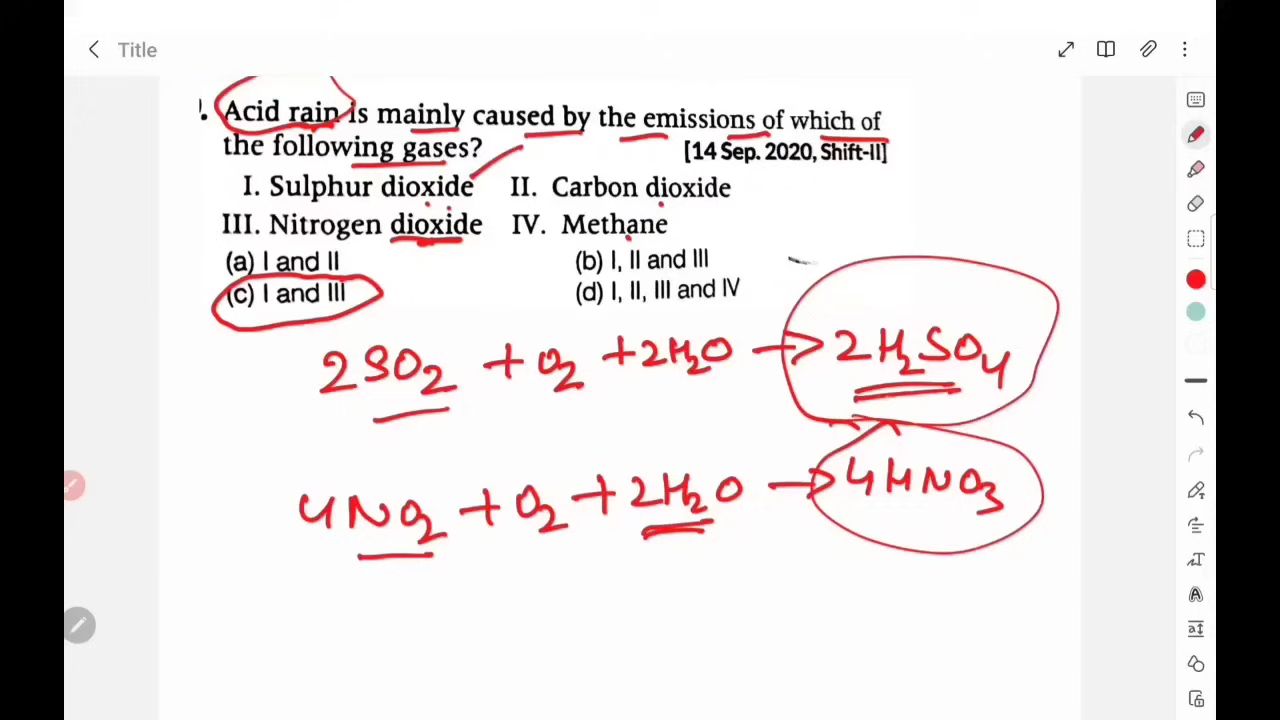 Title
. Acid rain is mainly caused by the emissions of which of
the following gases? [14 Sep. 2020, Shift-II]
I. Sulphur dioxide II. Carbon dioxide
III. Nitrogen dioxide IV. Methane
(a) I and II (b) I, II and III
(c) I and III (d) I, II, III and IV
2SO2 + O2 + 2H2O → 2H2SO4
4NO2 + O2 + 2H2O → 4HNO3